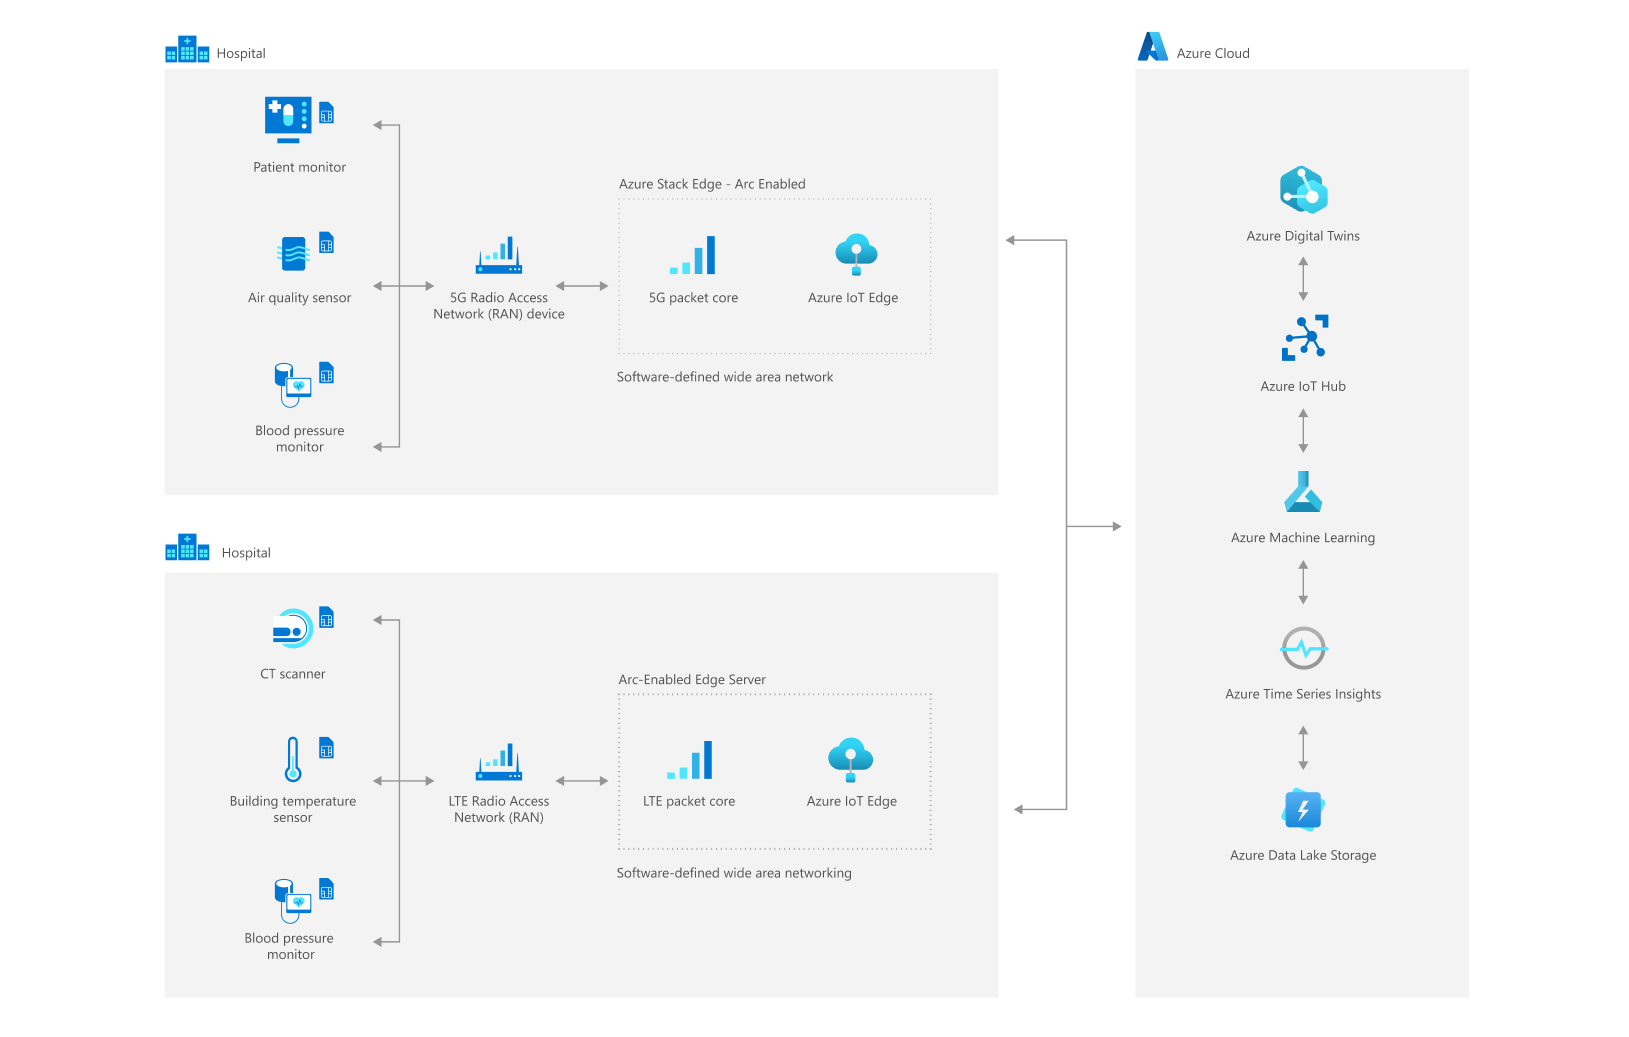 Hospital
Patient monitor
Air quality sensor
Blood pressure
monitor
5G Radio Access
Network (RAN) device
Azure Stack Edge - Arc Enabled
5G packet core
Azure IoT Edge
Software-defined wide area network
Hospital
CT scanner
Building temperature
sensor
Blood pressure
monitor
LTE Radio Access
Network (RAN)
Arc-Enabled Edge Server
LTE packet core
Azure IoT Edge
Software-defined wide area networking
Azure Cloud
Azure Digital Twins
Azure IoT Hub
Azure Machine Learning
Azure Time Series Insights
Azure Data Lake Storage